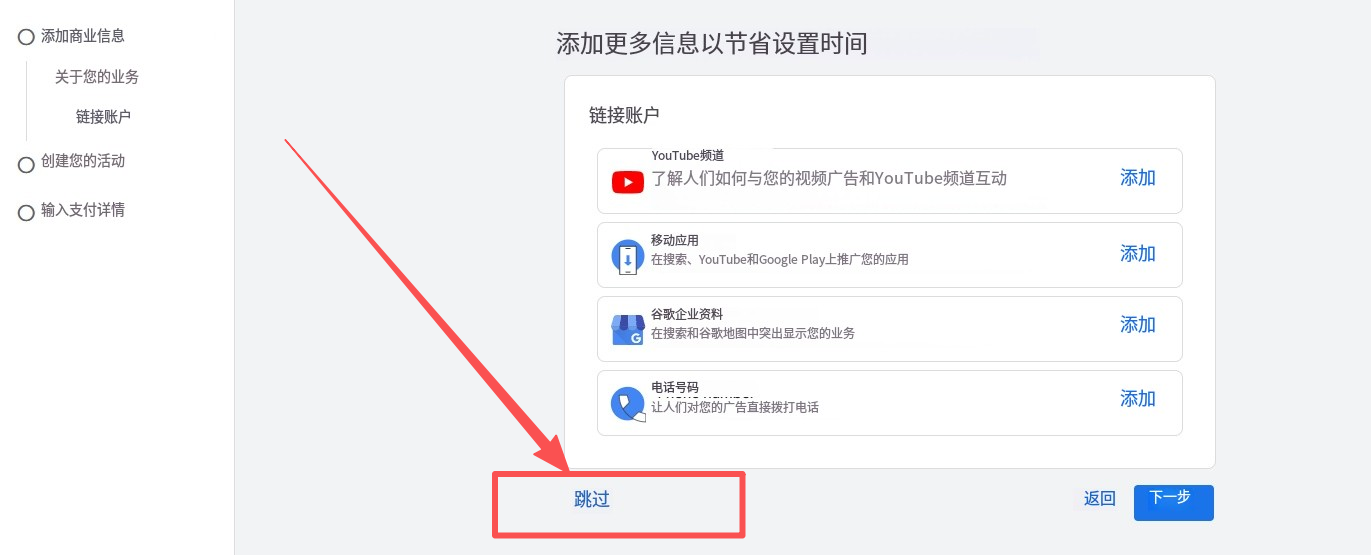 添加商业信息
关于您的业务
链接账户
创建您的活动
输入支付详情
添加更多信息以节省设置时间
链接账户
YouTube频道
了解人们如何与您的视频广告和YouTube频道互动
添加
移动应用
在搜索、YouTube和Google Play上推广您的应用
添加
谷歌企业资料
在搜索和谷歌地图中突出显示您的业务
添加
G
电话号码
让人们对您的广告直接拨打电话
添加
跳过
返回
下一步